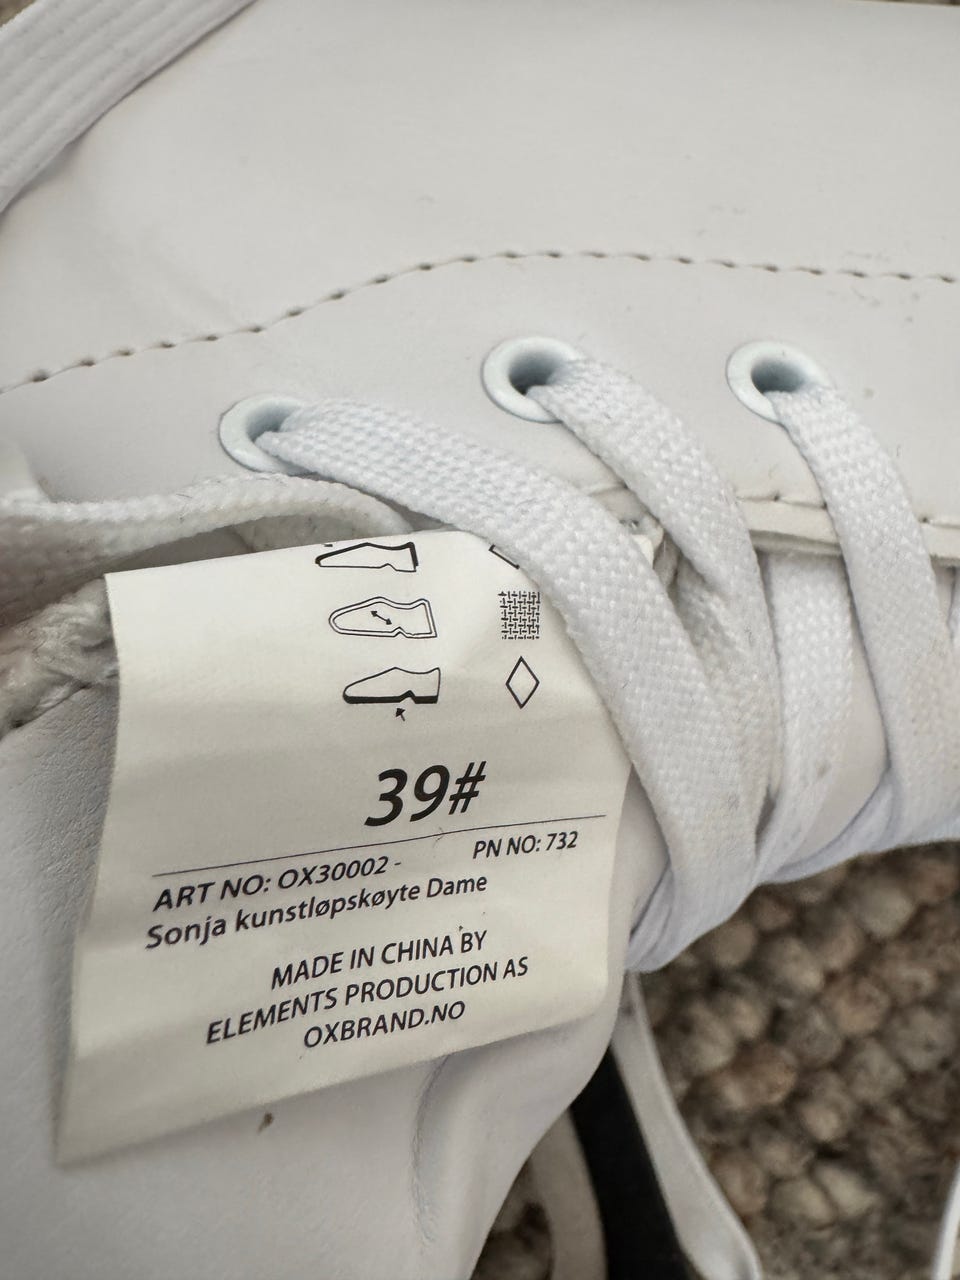 39#
PN NO: 732
ART NO: OX30002 -
Sonja kunstløpskøyte Dame
MADE IN CHINA BY
ELEMENTS PRODUCTION AS
OXBRAND.NO